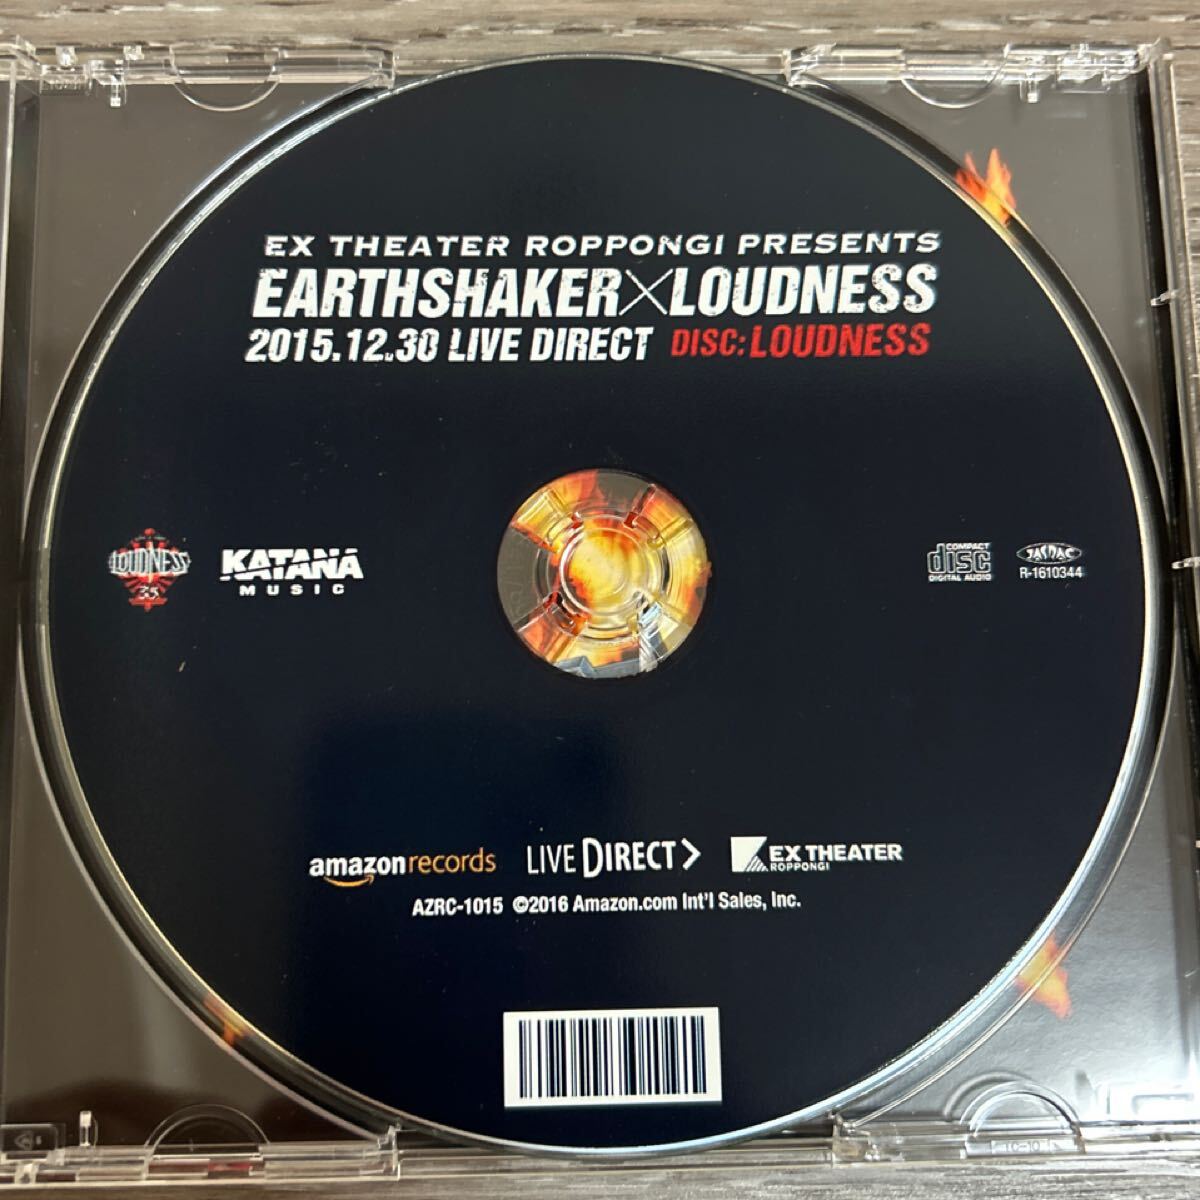 EX THEATER ROPPONGI PRESENTS
EARTHSHAKER×LOUDNESS
2015.12.30 LIVE DIRECT DISC: LOUDNESS
LOUDNESS
35
KATANA
MUSIC
COMPACT
disc
DIGITAL AUDIO
JASRAC
R-1610344
amazonrecords
LIVE DIRECT>
EX THEATER
ROPPONGI
AZRC-1015 ©2016 Amazon.com Int'l Sales, Inc.